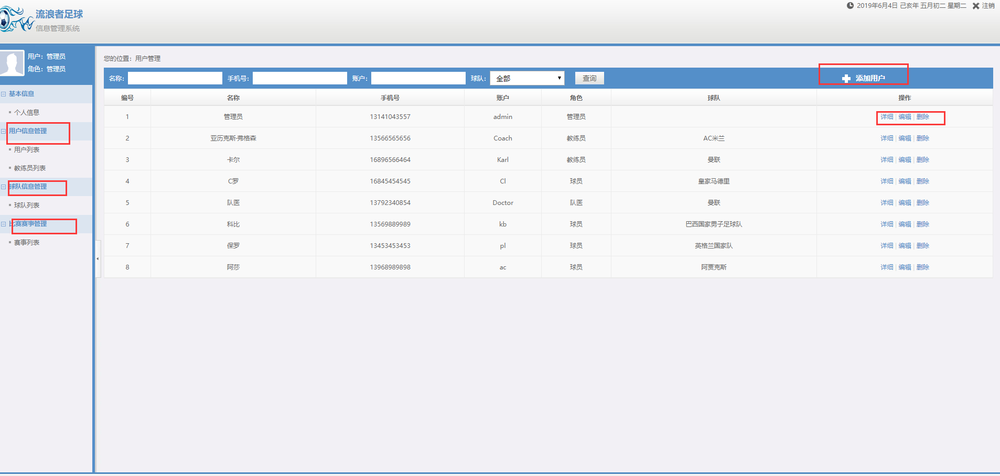 流浪者足球
信息管理系统
2019年6月4日 己亥年 五月初二 星期二 注销
用户：管理员
角色：管理员
基本信息
个人信息
用户信息管理
用户列表
教练员列表
球队信息管理
球队列表
比赛赛事管理
赛事列表
您的位置：用户管理
名称： 手机号： 账户： 球队： 全部 查询 添加用户
编号 名称 手机号 账户 角色 球队 操作
1 管理员 13141043557 admin 管理员 详细 | 编辑 | 删除
2 亚历克斯·弗格森 13566565656 Coach 教练员 AC米兰 详细 | 编辑 | 删除
3 卡尔 16896566464 Karl 教练员 曼联 详细 | 编辑 | 删除
4 C罗 16845454545 Cl 球员 皇家马德里 详细 | 编辑 | 删除
5 队医 13792340854 Doctor 队医 曼联 详细 | 编辑 | 删除
6 科比 13569889989 kb 球员 巴西国家男子足球队 详细 | 编辑 | 删除
7 保罗 13453453453 pl 球员 英格兰国家队 详细 | 编辑 | 删除
8 阿莎 13968989898 ac 球员 阿贾克斯 详细 | 编辑 | 删除